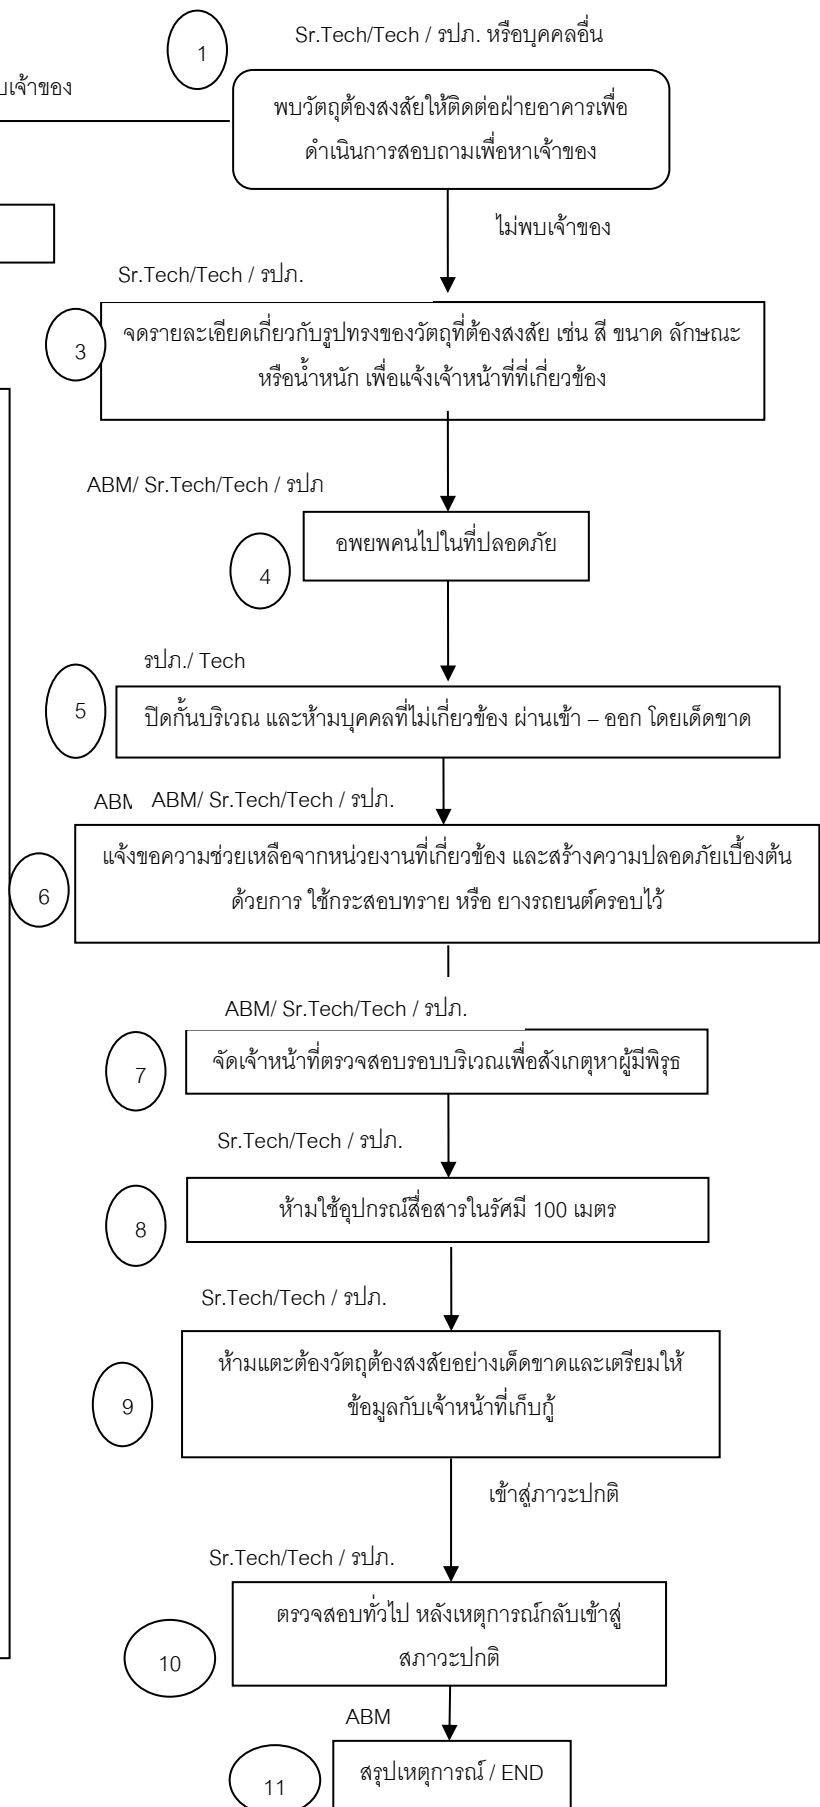 1
Sr.Tech/Tech / รปภ. หรือบุคคลอื่น
เจ้าของ
พบวัตถุต้องสงสัยให้ติดต่อฝ่ายอาคารเพื่อ
ดำเนินการสอบถามเพื่อหาเจ้าของ
ไม่พบเจ้าของ
Sr.Tech/Tech / รปภ.
3
จดรายละเอียดเกี่ยวกับรูปทรงของวัตถุที่ต้องสงสัย เช่น สี ขนาด ลักษณะ
หรือน้ำหนัก เพื่อแจ้งเจ้าหน้าที่ที่เกี่ยวข้อง
ABM/ Sr.Tech/Tech / รปภ
อพยพคนไปในที่ปลอดภัย
4
รปภ./ Tech
5
ปิดกั้นบริเวณ และห้ามบุคคลที่ไม่เกี่ยวข้อง ผ่านเข้า – ออก โดยเด็ดขาด
ABM/ Sr.Tech/Tech / รปภ.
6
แจ้งขอความช่วยเหลือจากหน่วยงานที่เกี่ยวข้อง และสร้างความปลอดภัยเบื้องต้น
ด้วยการ ใช้กระสอบทราย หรือ ยางรถยนต์ครอบไว้
ABM/ Sr.Tech/Tech / รปภ.
7
จัดเจ้าหน้าที่ตรวจสอบรอบบริเวณเพื่อสังเกตุหาผู้มีพิรุธ
Sr.Tech/Tech / รปภ.
8
ห้ามใช้อุปกรณ์สื่อสารในรัศมี 100 เมตร
Sr.Tech/Tech / รปภ.
9
ห้ามแตะต้องวัตถุต้องสงสัยอย่างเด็ดขาดและเตรียมให้
ข้อมูลกับเจ้าหน้าที่เก็บกู้
เข้าสู่ภาวะปกติ
Sr.Tech/Tech / รปภ.
10
ตรวจสอบทั่วไป หลังเหตุการณ์กลับเข้าสู่
สภาวะปกติ
ABM
11
สรุปเหตุการณ์ / END